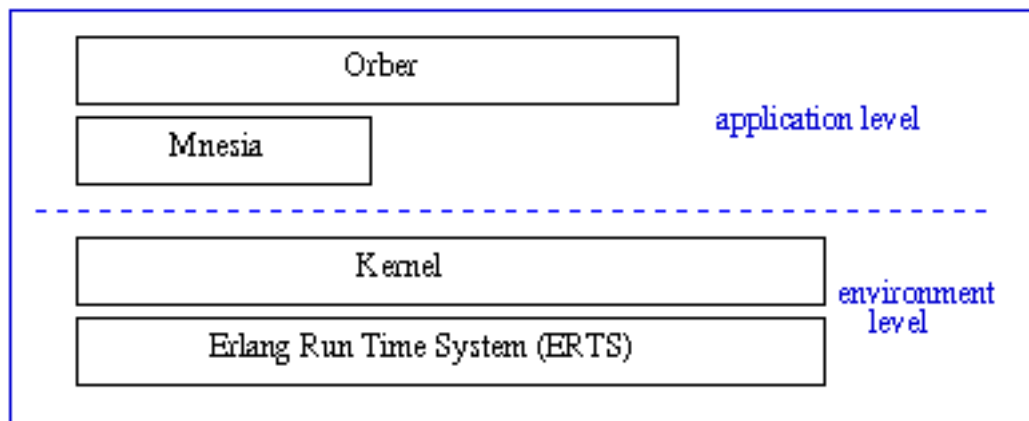 Orber
application level
Mnesia
Kernel
environment
level
Erlang Run Time System (ERTS)